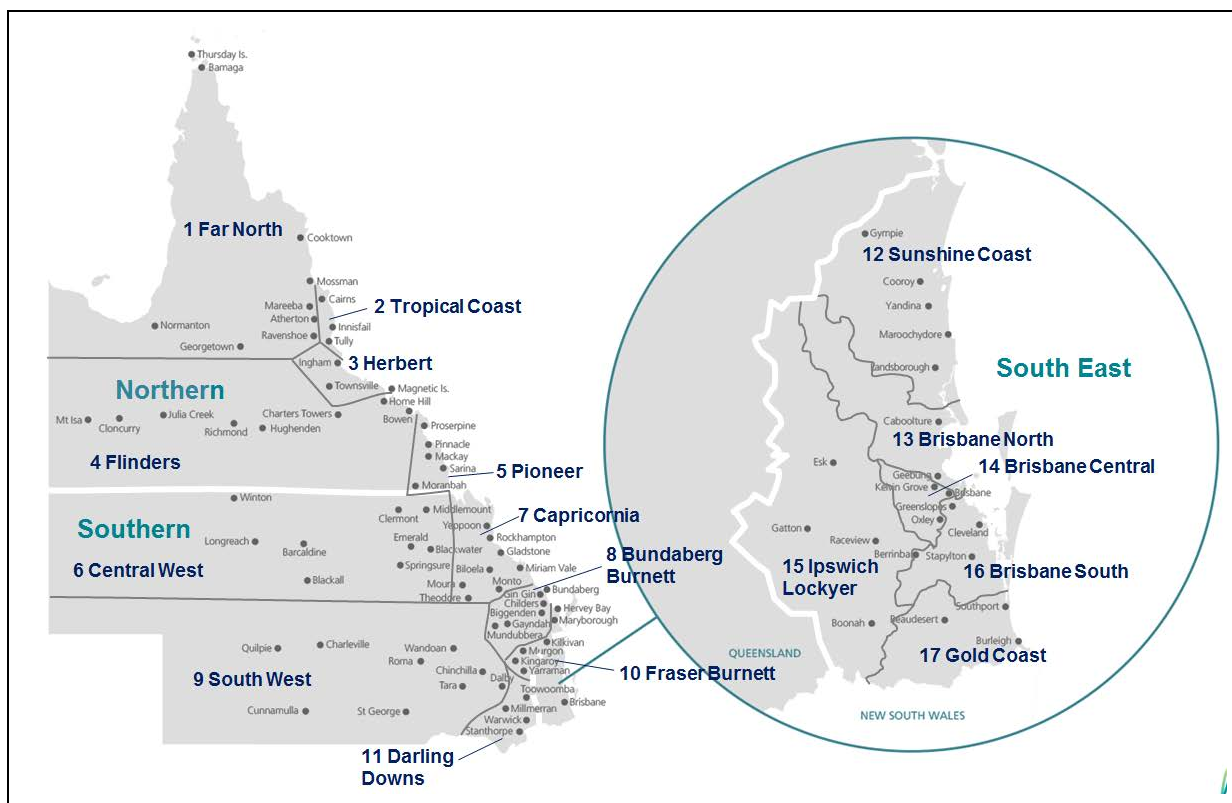 Thursday Is.
Bamaga
1 Far North
Cooktown
Mossman
Cairns
Mareeba
2 Tropical Coast
Atherton
Innisfail
Normanton
Ravenshoe
Tully
Georgetown
3 Herbert
Ingham
Northern
Townsville
Magnetic Is.
Home Hill
Mt Isa
Cloncurry
Julia Creek
Richmond
Hughenden
Charters Towers
Bowen
Proserpine
Pinnacle
Mackay
Sarina
4 Flinders
5 Pioneer
Moranbah
Winton
Southern
Clermont
Middlemount
7 Capricornia
Yeppoon
Rockhampton
Longreach
Barcaldine
Emerald
Blackwater
Gladstone
8 Bundaberg
Burnett
6 Central West
Springsure
Biloela
Miriam Vale
Blackall
Moura
Monto
Bundaberg
Theodore
Gin Gin
Childers
Hervey Bay
Biggenden
Maryborough
Gayndah
Mundubbera
Kilkivan
Quilpie
Charleville
Wandoan
Murgon
Roma
Kingaroy
10 Fraser Burnett
Chinchilla
Yarraman
9 South West
Tara
Dalby
Toowoomba
Brisbane
Cunnamulla
St George
Millmerran
Warwick
Stanthorpe
11 Darling
Downs
Gympie
12 Sunshine Coast
Cooroy
Yandina
Maroochydore
South East
Landsborough
Caboolture
13 Brisbane North
14 Brisbane Central
Esk
Geebung
Kelvin Grove
Brisbane
Greenslopes
Oxley
Cleveland
Gatton
Raceview
Berrinba
Stapylton
15 Ipswich
Lockyer
16 Brisbane South
Southport
Boonah
Beaudesert
Burleigh
QUEENSLAND
17 Gold Coast
NEW SOUTH WALES